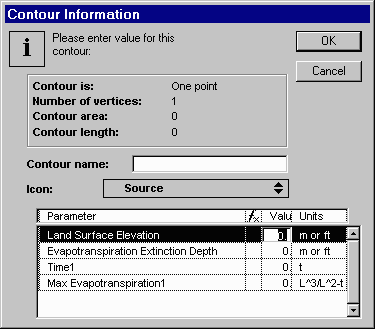 Contour Information
i
Please enter value for this
contour:
OK
Cancel
Contour is: One point
Number of vertices: 1
Contour area: 0
Contour length: 0
Contour name:
Icon: Source
Parameter fx Valu Units
Land Surface Elevation 0 m or ft
Evapotranspiration Extinction Depth 0 m or ft
Time1 0 t
Max Evapotranspiration1 0 L^3/L^2-t